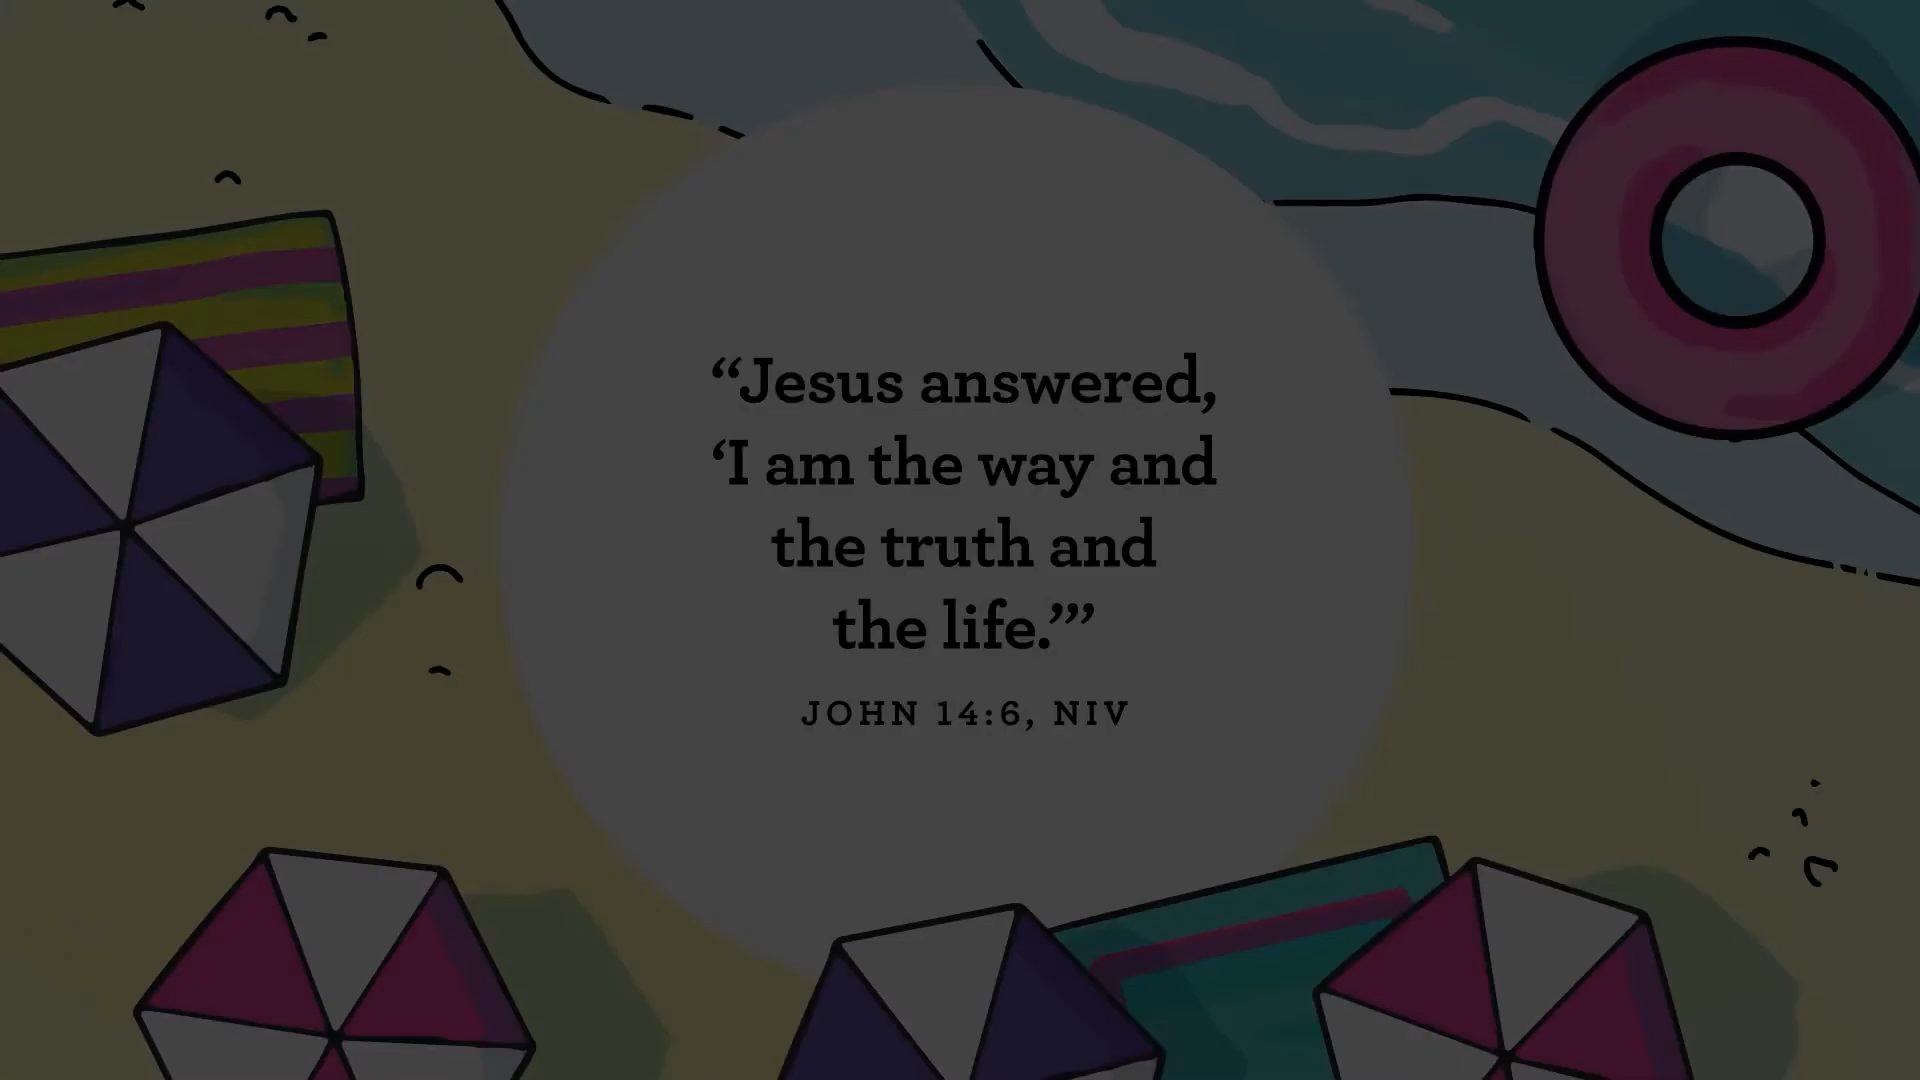 “Jesus answered,
‘I am the way and
the truth and
the life.’”
JOHN 14:6, NIV